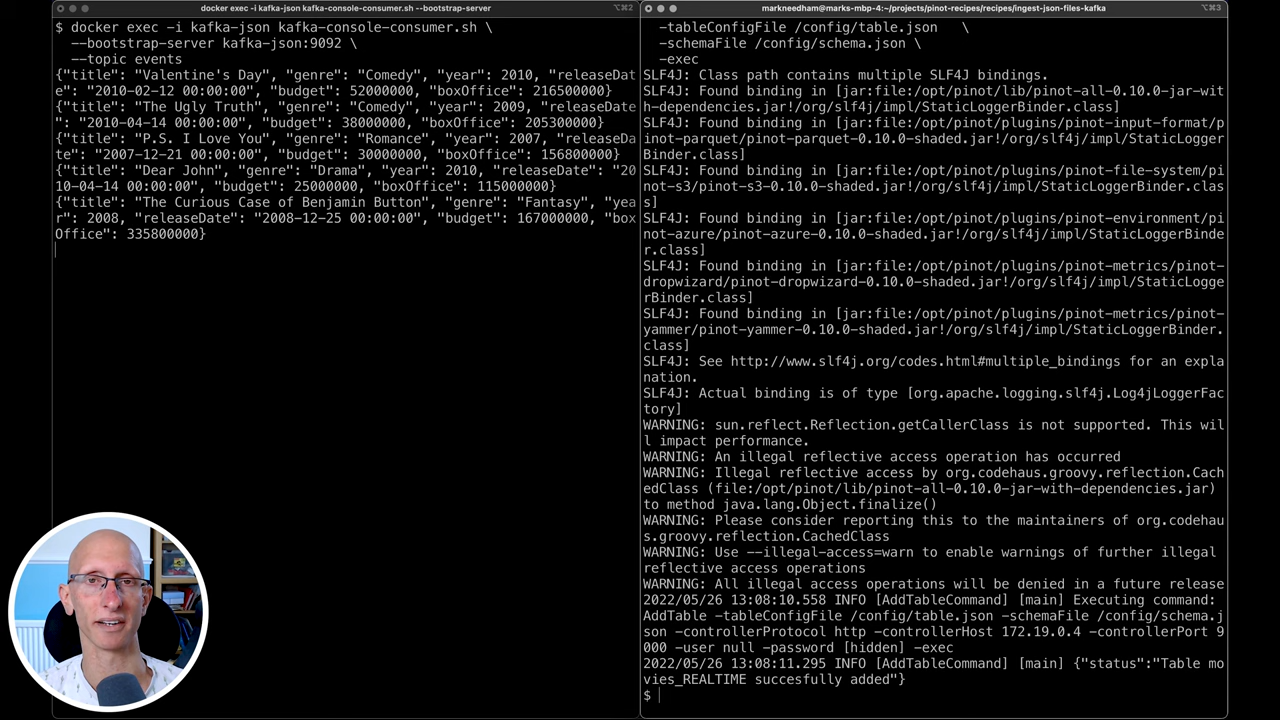 docker exec -i kafka-json kafka-console-consumer.sh --bootstrap-server
⌥⌘2
$ docker exec -i kafka-json kafka-console-consumer.sh \
--bootstrap-server kafka-json:9092 \
--topic events
{"title": "Valentine's Day", "genre": "Comedy", "year": 2010, "releaseDat
e": "2010-02-12 00:00:00", "budget": 52000000, "boxOffice": 216500000}
{"title": "The Ugly Truth", "genre": "Comedy", "year": 2009, "releaseDate
": "2010-04-14 00:00:00", "budget": 38000000, "boxOffice": 205300000}
{"title": "P.S. I Love You", "genre": "Romance", "year": 2007, "releaseDa
te": "2007-12-21 00:00:00", "budget": 30000000, "boxOffice": 156800000}
{"title": "Dear John", "genre": "Drama", "year": 2010, "releaseDate": "20
10-04-14 00:00:00", "budget": 25000000, "boxOffice": 115000000}
{"title": "The Curious Case of Benjamin Button", "genre": "Fantasy", "yea
r": 2008, "releaseDate": "2008-12-25 00:00:00", "budget": 167000000, "box
Office": 335800000}
markneedham@marks-mbp-4:~/projects/pinot-recipes/recipes/ingest-json-files-kafka
⌥⌘3
-tableConfigFile /config/table.json \
-schemaFile /config/schema.json \
-exec
SLF4J: Class path contains multiple SLF4J bindings.
SLF4J: Found binding in [jar:file:/opt/pinot/lib/pinot-all-0.10.0-jar-wit
h-dependencies.jar!/org/slf4j/impl/StaticLoggerBinder.class]
SLF4J: Found binding in [jar:file:/opt/pinot/plugins/pinot-input-format/p
inot-parquet/pinot-parquet-0.10.0-shaded.jar!/org/slf4j/impl/StaticLogger
Binder.class]
SLF4J: Found binding in [jar:file:/opt/pinot/plugins/pinot-file-system/pi
not-s3/pinot-s3-0.10.0-shaded.jar!/org/slf4j/impl/StaticLoggerBinder.clas
s]
SLF4J: Found binding in [jar:file:/opt/pinot/plugins/pinot-environment/pi
not-azure/pinot-azure-0.10.0-shaded.jar!/org/slf4j/impl/StaticLoggerBinde
r.class]
SLF4J: Found binding in [jar:file:/opt/pinot/plugins/pinot-metrics/pinot-
dropwizard/pinot-dropwizard-0.10.0-shaded.jar!/org/slf4j/impl/StaticLogge
rBinder.class]
SLF4J: Found binding in [jar:file:/opt/pinot/plugins/pinot-metrics/pinot-
yammer/pinot-yammer-0.10.0-shaded.jar!/org/slf4j/impl/StaticLoggerBinder.
class]
SLF4J: See http://www.slf4j.org/codes.html#multiple_bindings for an expla
nation.
SLF4J: Actual binding is of type [org.apache.logging.slf4j.Log4jLoggerFac
tory]
WARNING: sun.reflect.Reflection.getCallerClass is not supported. This wil
l impact performance.
WARNING: An illegal reflective access operation has occurred
WARNING: Illegal reflective access by org.codehaus.groovy.reflection.Cach
edClass (file:/opt/pinot/lib/pinot-all-0.10.0-jar-with-dependencies.jar)
to method java.lang.Object.finalize()
WARNING: Please consider reporting this to the maintainers of org.codehau
s.groovy.reflection.CachedClass
WARNING: Use --illegal-access=warn to enable warnings of further illegal
reflective access operations
WARNING: All illegal access operations will be denied in a future release
2022/05/26 13:08:10.558 INFO [AddTableCommand] [main] Executing command:
AddTable -tableConfigFile /config/table.json -schemaFile /config/schema.j
son -controllerProtocol http -controllerHost 172.19.0.4 -controllerPort 9
000 -user null -password [hidden] -exec
2022/05/26 13:08:11.295 INFO [AddTableCommand] [main] {"status":"Table mo
vies_REALTIME succesfully added"}
$